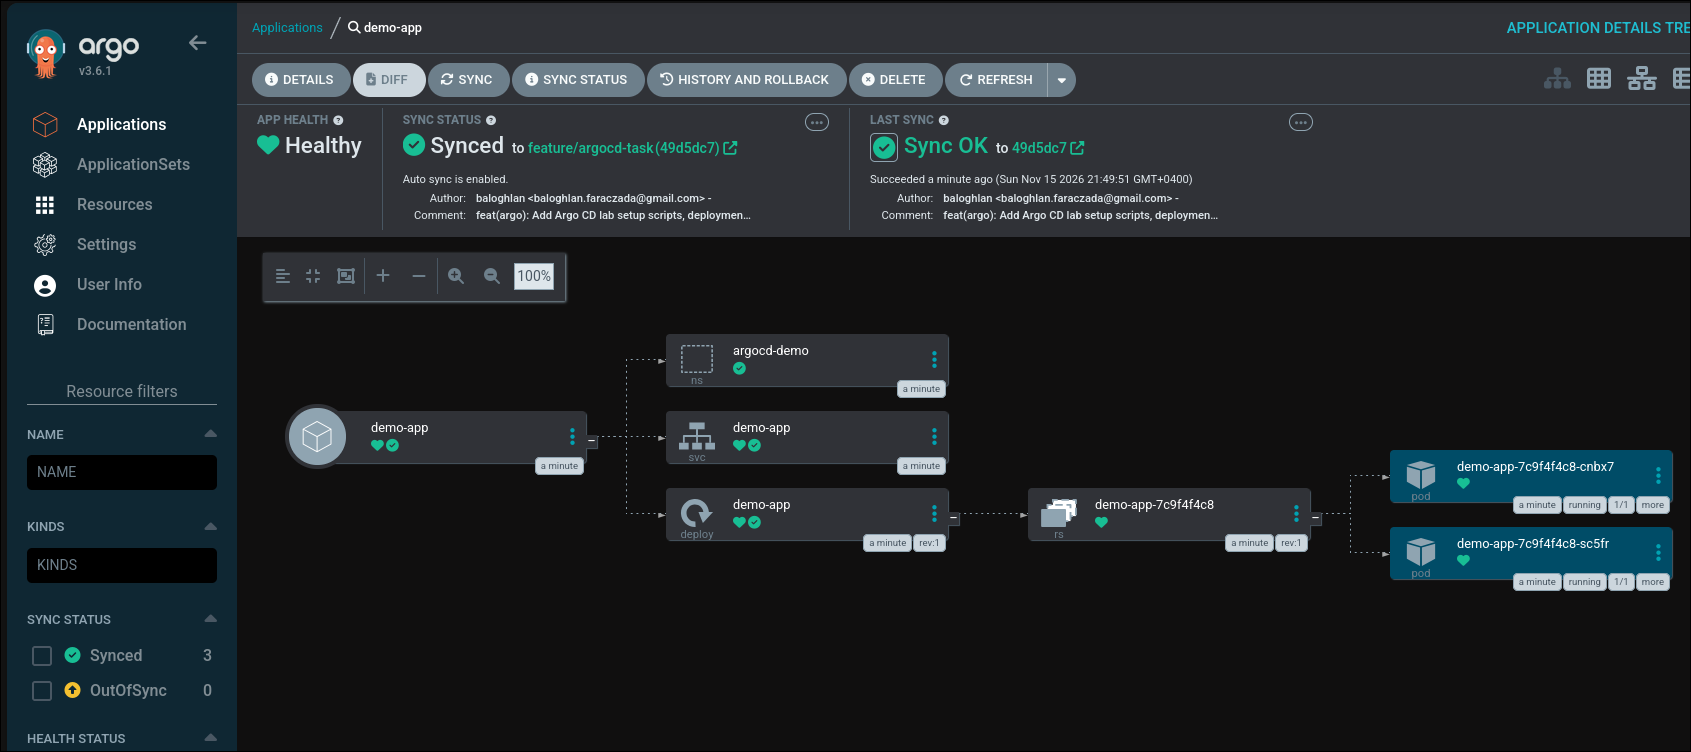 argo
v3.6.1
Applications
ApplicationSets
Resources
Settings
User Info
Documentation
Resource filters
NAME
NAME
KINDS
KINDS
SYNC STATUS
Synced 3
OutOfSync 0
HEALTH STATUS
Applications / demo-app
APPLICATION DETAILS TRE
DETAILS DIFF SYNC SYNC STATUS HISTORY AND ROLLBACK DELETE REFRESH
APP HEALTH
Healthy
SYNC STATUS
Synced to feature/argocd-task (49d5dc7)
Auto sync is enabled.
Author: baloghlan <baloghlan.faraczada@gmail.com> -
Comment: feat(argo): Add Argo CD lab setup scripts, deploymen...
LAST SYNC
Sync OK to 49d5dc7
Succeeded a minute ago (Sun Nov 15 2026 21:49:51 GMT+0400)
Author: baloghlan <baloghlan.faraczada@gmail.com> -
Comment: feat(argo): Add Argo CD lab setup scripts, deploymen...
100%
demo-app
a minute
argocd-demo
ns
a minute
demo-app
svc
a minute
demo-app
deploy
a minute rev:1
demo-app-7c9f4f4c8
rs
a minute rev:1
demo-app-7c9f4f4c8-cnbx7
pod
a minute running 1/1 more
demo-app-7c9f4f4c8-sc5fr
pod
a minute running 1/1 more